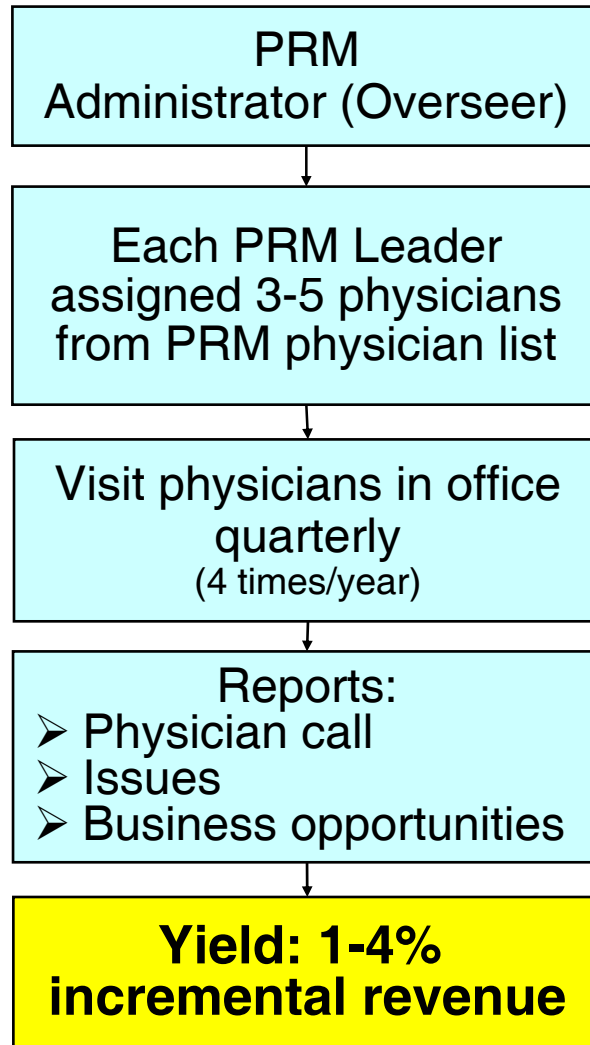 PRM
Administrator (Overseer)
Each PRM Leader
assigned 3-5 physicians
from PRM physician list
Visit physicians in office
quarterly
(4 times/year)
Reports:
➢ Physician call
➢ Issues
➢ Business opportunities
Yield: 1-4%
incremental revenue